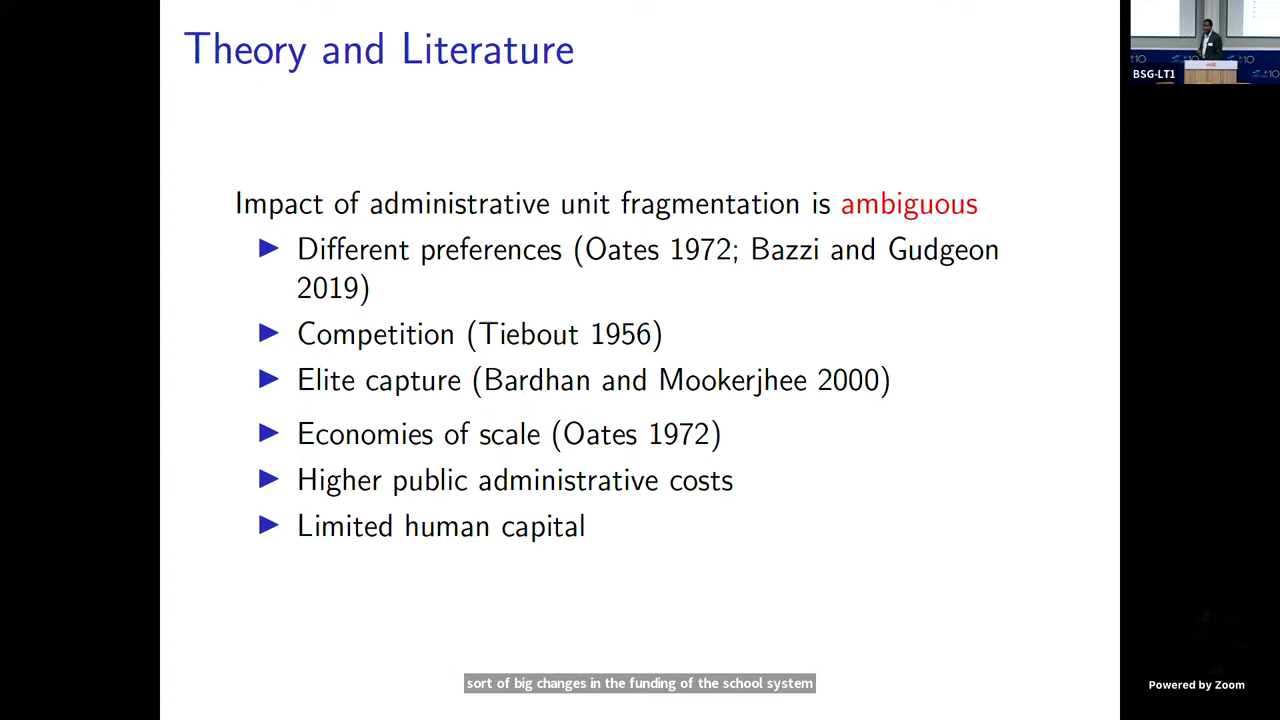 Theory and Literature
Impact of administrative unit fragmentation is ambiguous
▶ Different preferences (Oates 1972; Bazzi and Gudgeon
2019)
▶ Competition (Tiebout 1956)
▶ Elite capture (Bardhan and Mookerjhee 2000)
▶ Economies of scale (Oates 1972)
▶ Higher public administrative costs
▶ Limited human capital
sort of big changes in the funding of the school system
BSG-LT1
Powered by Zoom